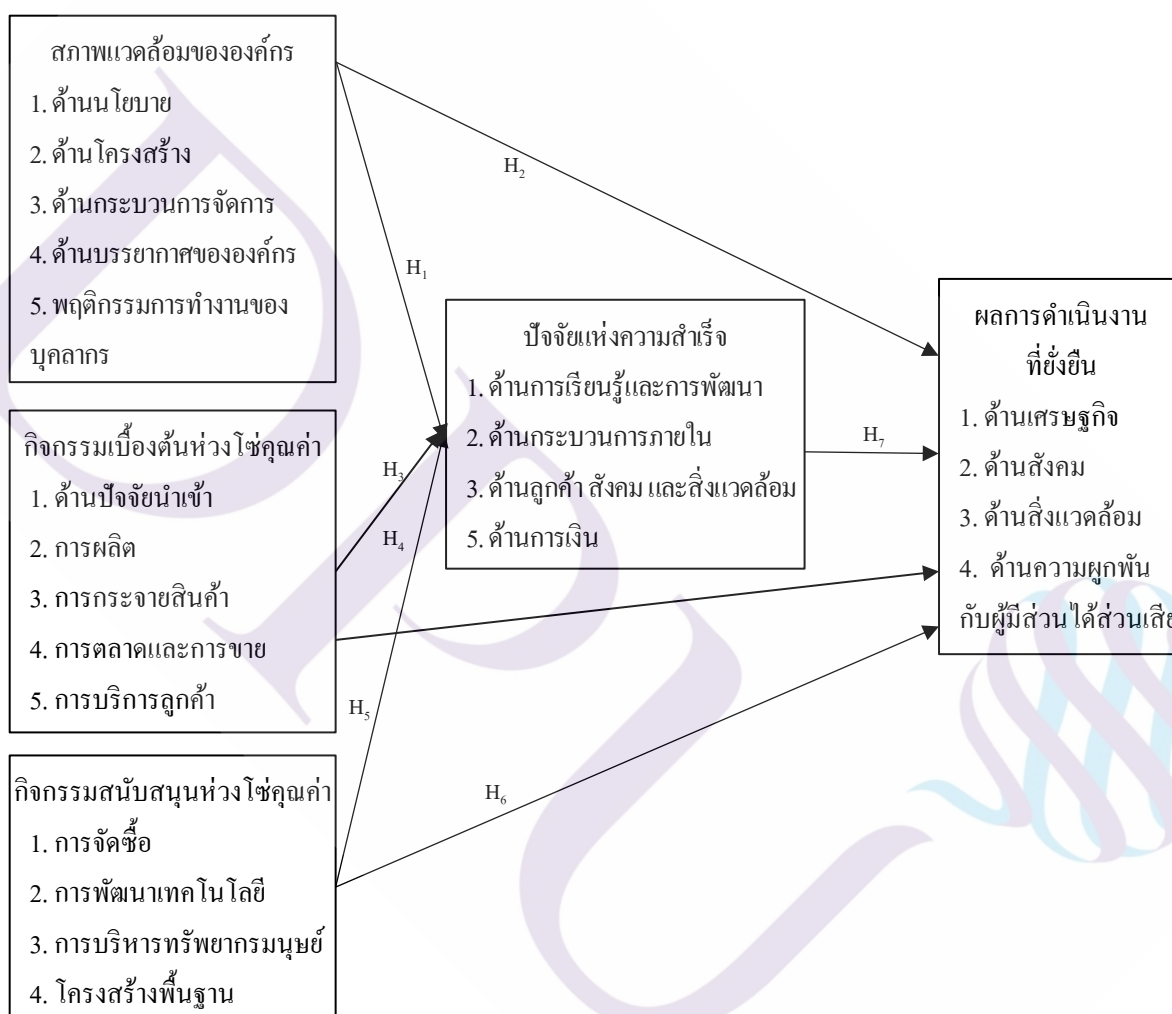 สภาพแวดล้อมขององค์กร
1. ด้านนโยบาย
2. ด้านโครงสร้าง
3. ด้านกระบวนการจัดการ
4. ด้านบรรยากาศขององค์กร
5. พฤติกรรมการทำงานของ
บุคลากร
กิจกรรมเบื้องต้นห่วงโซ่คุณค่า
1. ด้านปัจจัยนำเข้า
2. การผลิต
3. การกระจายสินค้า
4. การตลาดและการขาย
5. การบริการลูกค้า
กิจกรรมสนับสนุนห่วงโซ่คุณค่า
1. การจัดซื้อ
2. การพัฒนาเทคโนโลยี
3. การบริหารทรัพยากรมนุษย์
4. โครงสร้างพื้นฐาน
H1
H2
H3
H4
H5
H6
ปัจจัยแห่งความสำเร็จ
1. ด้านการเรียนรู้และการพัฒนา
2. ด้านกระบวนการภายใน
3. ด้านลูกค้า สังคม และสิ่งแวดล้อม
5. ด้านการเงิน
H7
ผลการดำเนินงาน
ที่ยั่งยืน
1. ด้านเศรษฐกิจ
2. ด้านสังคม
3. ด้านสิ่งแวดล้อม
4. ด้านความผูกพัน
กับผู้มีส่วนได้ส่วนเสีย
DPU